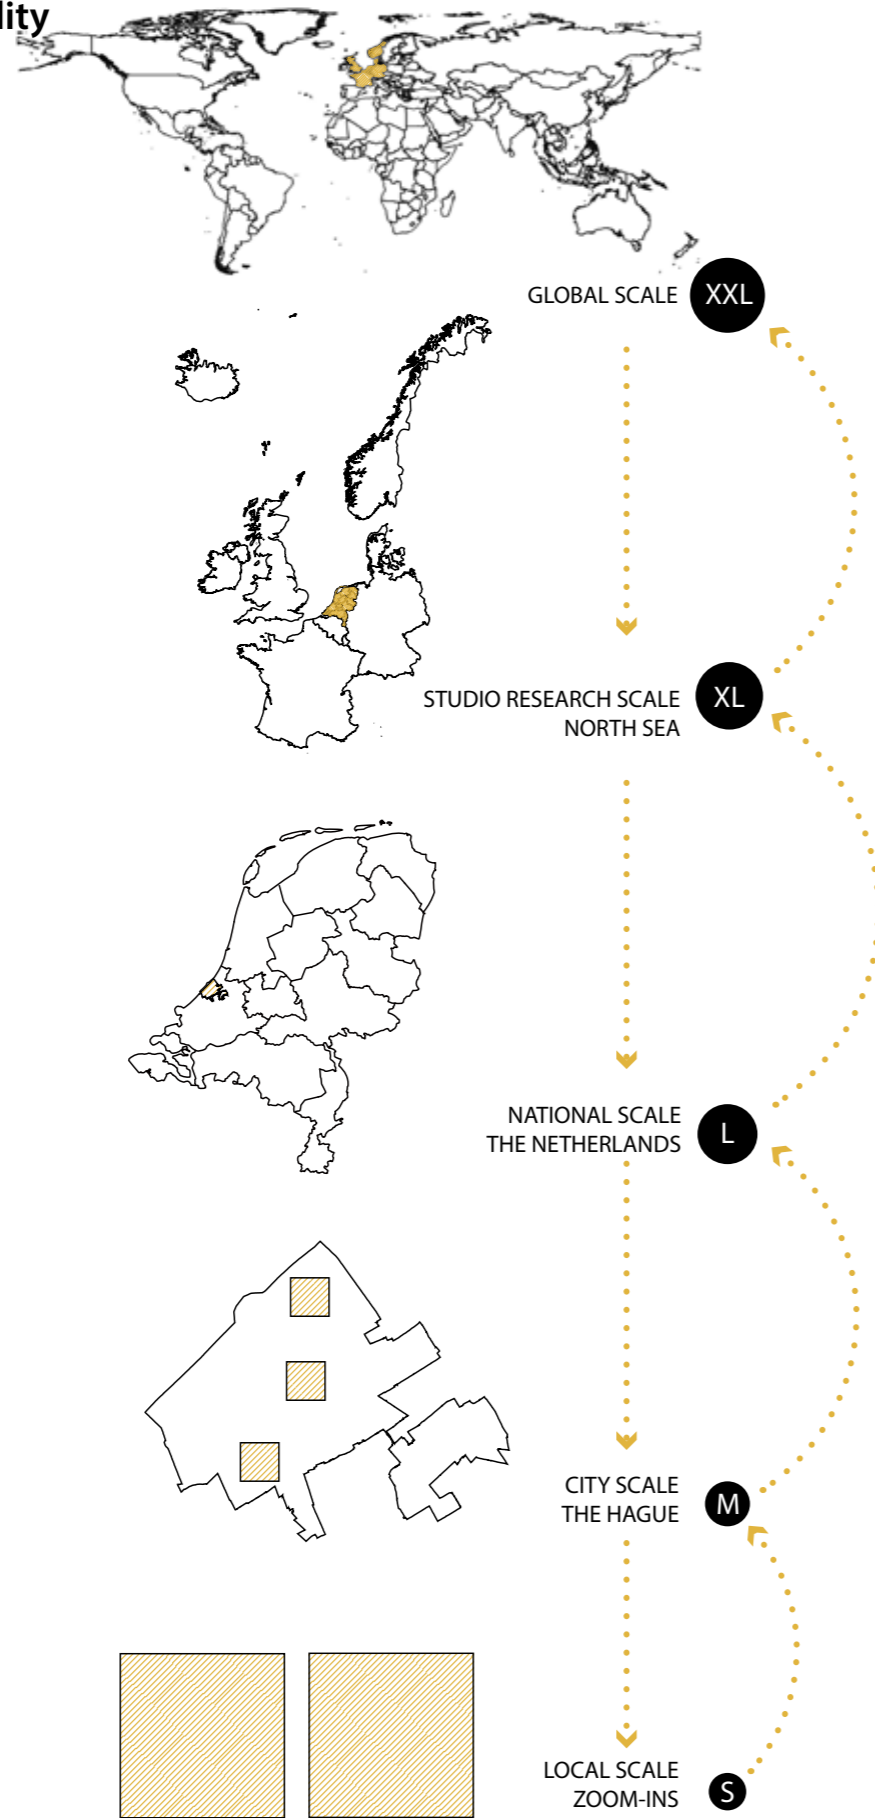 lity
GLOBAL SCALE XXL
STUDIO RESEARCH SCALE XL
NORTH SEA
NATIONAL SCALE L
THE NETHERLANDS
CITY SCALE M
THE HAGUE
LOCAL SCALE S
ZOOM-INS